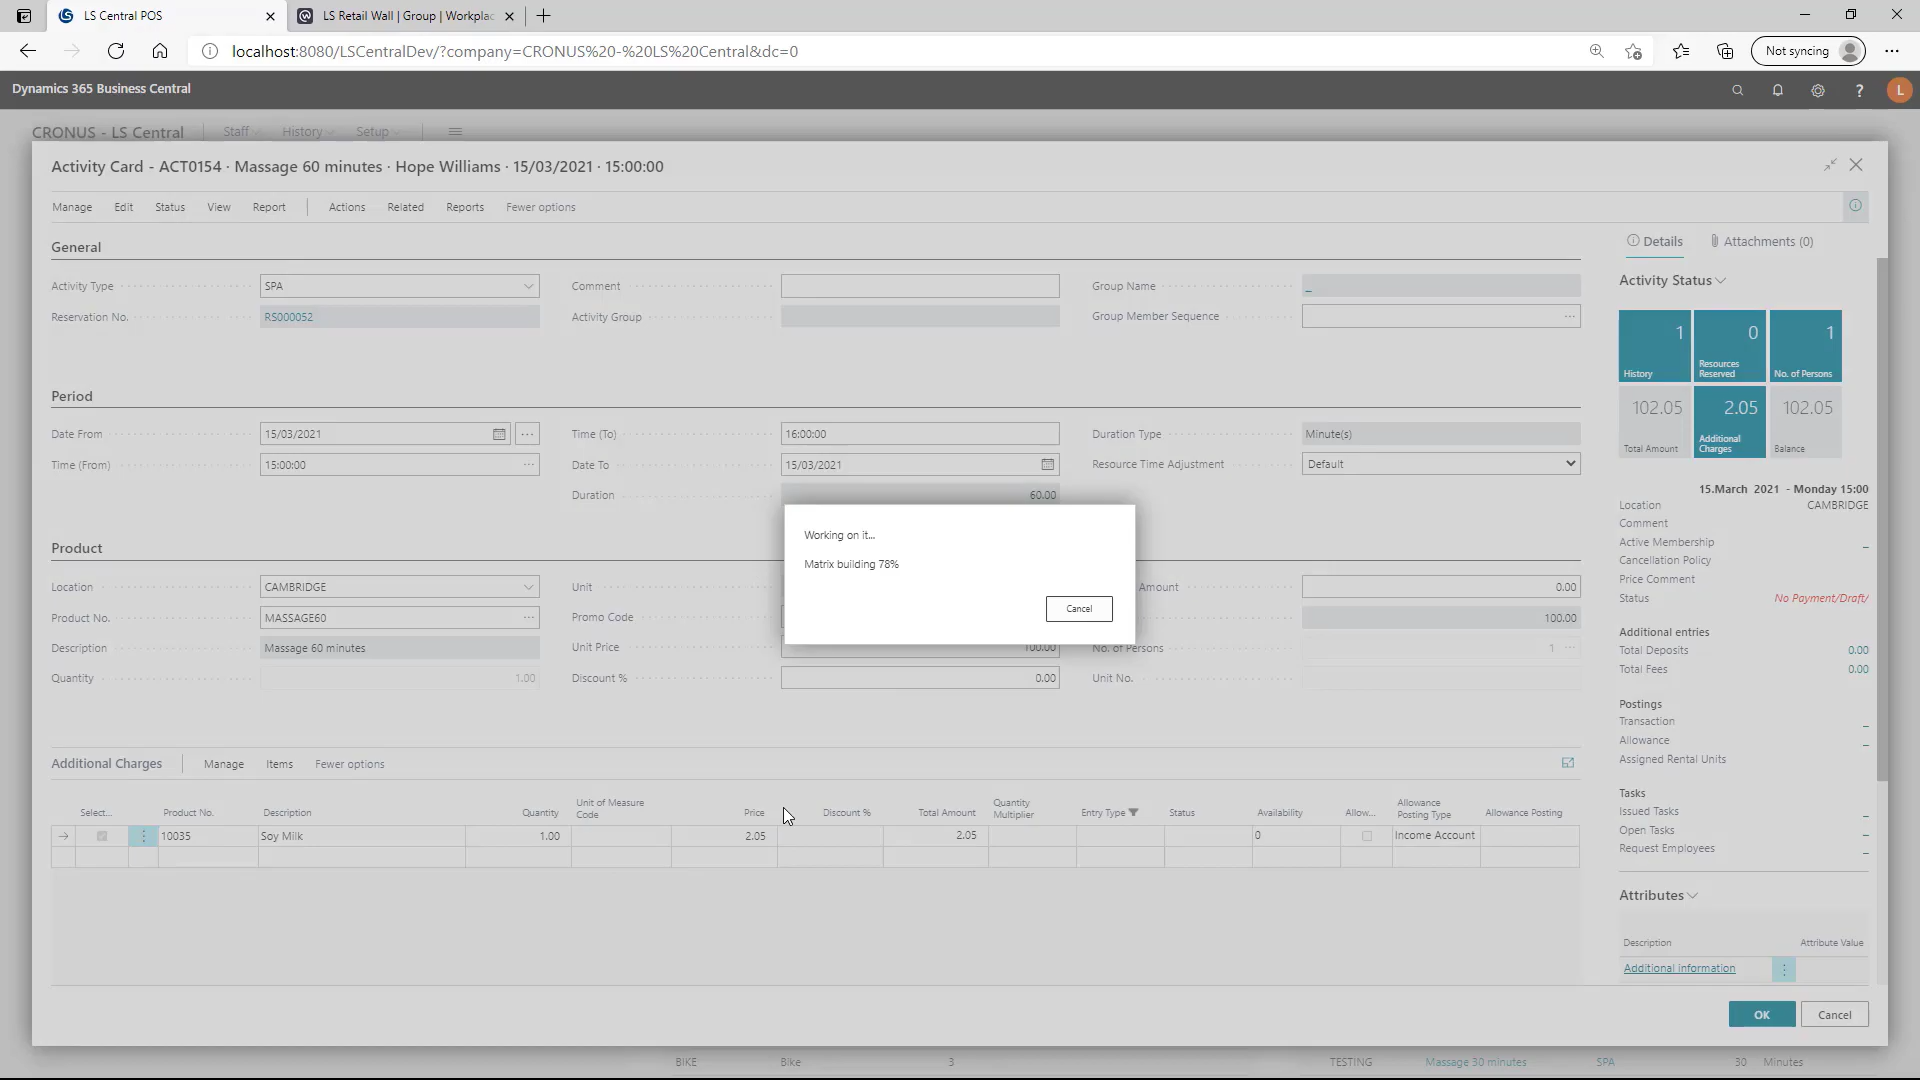 LS Central POS
LS Retail Wall | Group | Workplac
localhost:8080/LSCentralDev/?company=CRONUS%20-%20LS%20Central&dc=0
Not syncing
Dynamics 365 Business Central
L
CRONUS - LS Central
Staff
History
Setup
Activity Card - ACT0154 · Massage 60 minutes · Hope Williams · 15/03/2021 · 15:00:00
Manage
Edit
Status
View
Report
Actions
Related
Reports
Fewer options
General
Activity Type
SPA
Comment
Group Name
_
Reservation No.
RS000052
Activity Group
Group Member Sequence
Period
Date From
15/03/2021
Time (To)
16:00:00
Duration Type
Minute(s)
Time (From)
15:00:00
Date To
15/03/2021
Resource Time Adjustment
Default
Duration
60.00
Working on it...
Matrix building 78%
Cancel
Product
Location
CAMBRIDGE
Unit
Amount
0.00
Product No.
MASSAGE60
Promo Code
100.00
Description
Massage 60 minutes
Unit Price
100.00
No. of Persons
1
Quantity
1.00
Discount %
0.00
Unit No.
Additional Charges
Manage
Items
Fewer options
Select...
Product No.
Description
Quantity
Unit of Measure
Code
Price
Discount %
Total Amount
Quantity
Multiplier
Entry Type
Status
Availability
Allow...
Allowance
Posting Type
Allowance Posting
10035
Soy Milk
1.00
2.05
2.05
0
Income Account
Details
Attachments (0)
Activity Status
1
History
0
Resources
Reserved
1
No. of Persons
102.05
Total Amount
2.05
Additional
Charges
102.05
Balance
15.March 2021 - Monday 15:00
Location
CAMBRIDGE
Comment
Active Membership
_
Cancellation Policy
Price Comment
Status
No Payment/Draft/
Additional entries
Total Deposits
0.00
Total Fees
0.00
Postings
Transaction
_
Allowance
_
Assigned Rental Units
Tasks
Issued Tasks
_
Open Tasks
_
Request Employees
_
Attributes
Description
Attribute Value
Additional information
OK
Cancel
BIKE
Bike
3
TESTING
Massage 30 minutes
SPA
30
Minutes